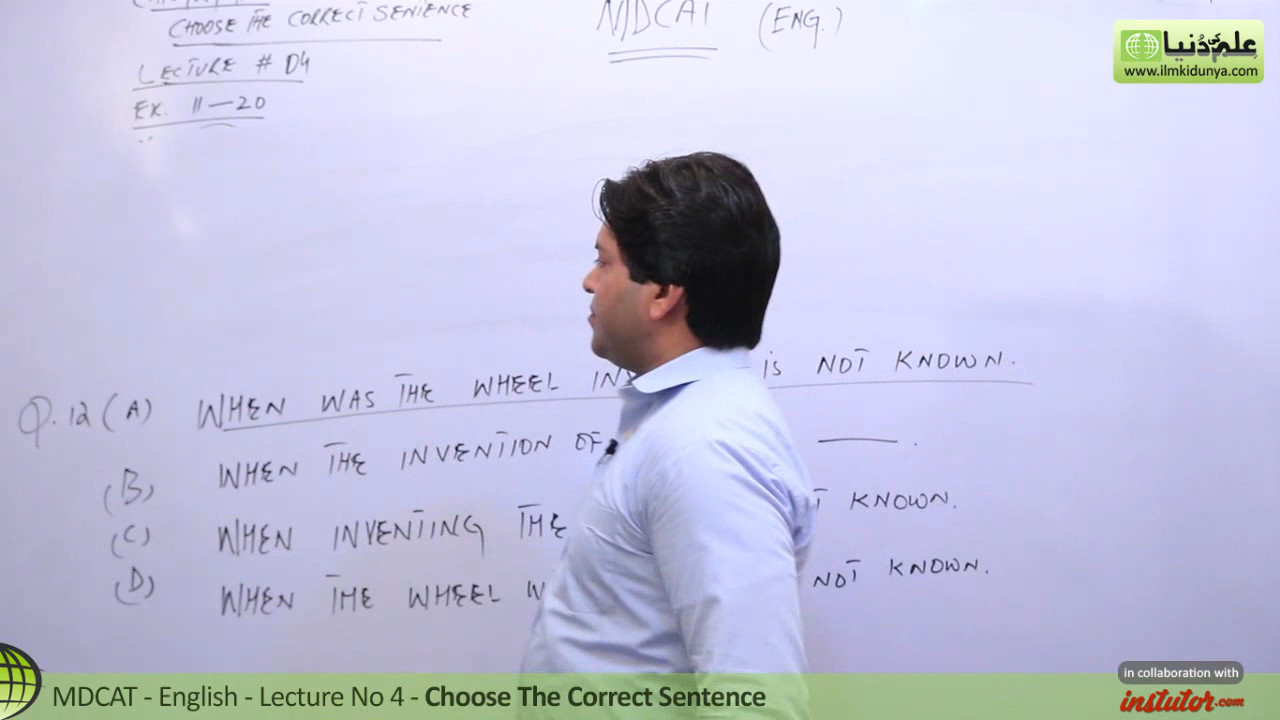 CHOOSE THE CORRECT SENTENCE
MDCAT (ENG.)
LECTURE # 04
EX. 11—20
علم کی دُنیا
www.ilmkidunya.com
Q.12 (A) WHEN WAS THE WHEEL INV is NOT KNOWN.
(B) WHEN THE INVENTION OF ———.
(C) WHEN INVENTING THE T KNOWN.
(D) WHEN THE WHEEL W NOT KNOWN.
in collaboration with
instutor.com
MDCAT - English - Lecture No 4 - Choose The Correct Sentence